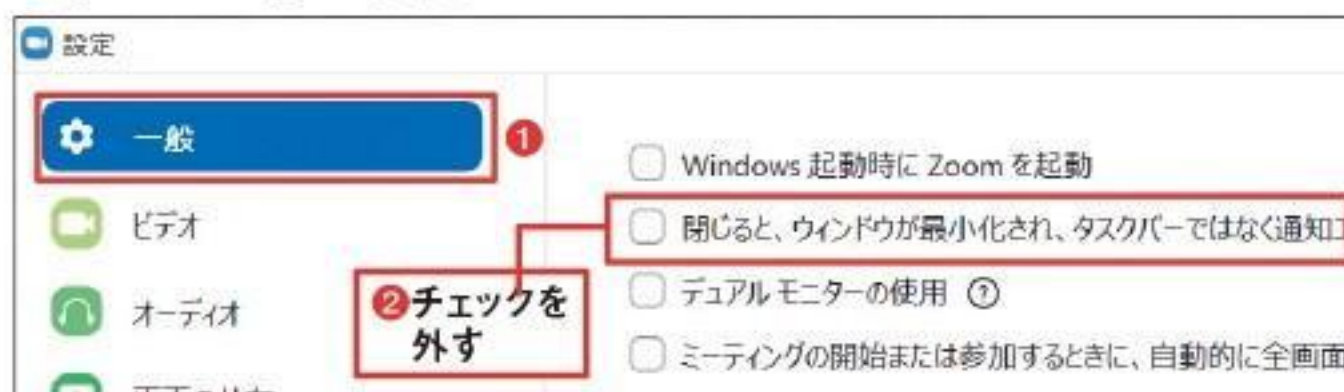 設定
一般
❶
Windows 起動時に Zoom を起動
ビデオ
閉じると、ウィンドウが最小化され、タスクバーではなく通知
オーディオ
❷チェックを
外す
デュアル モニターの使用 ?
ミーティングの開始または参加するときに、自動的に全画面